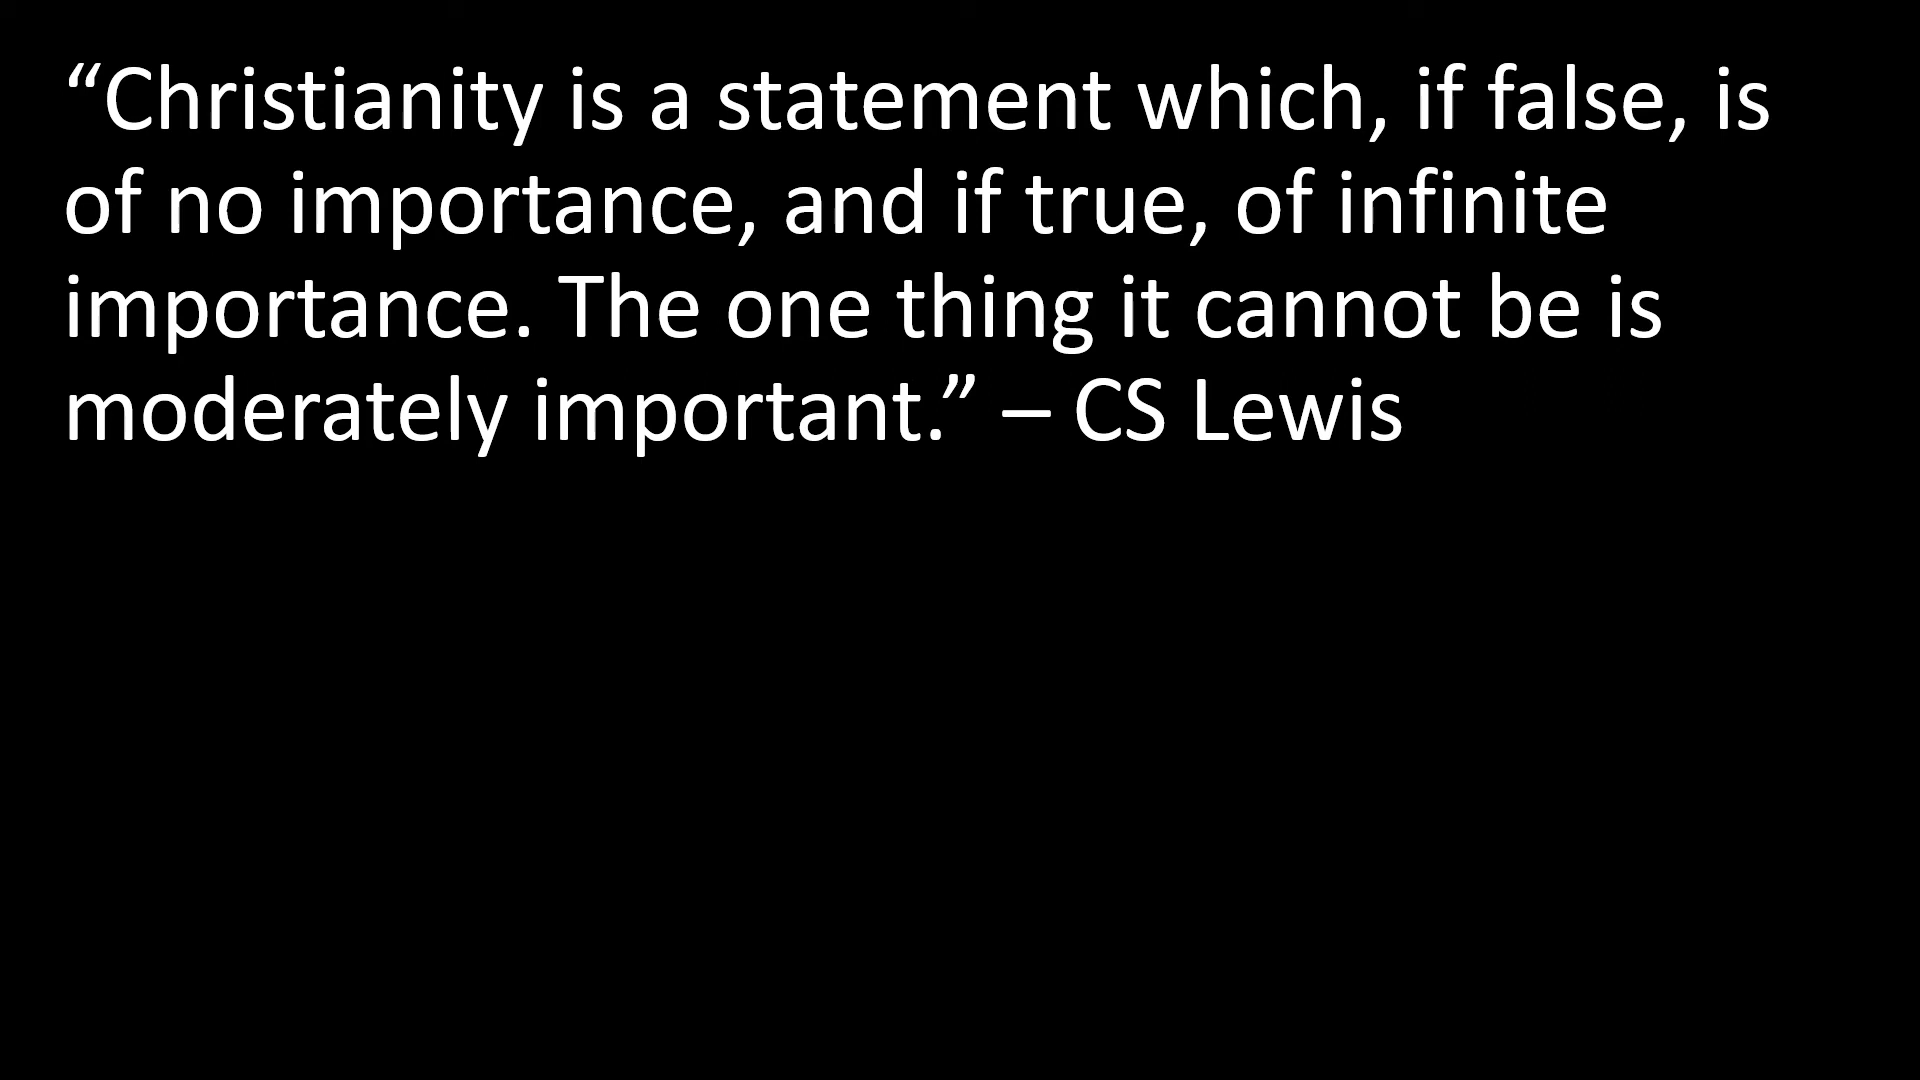 “Christianity is a statement which, if false, is
of no importance, and if true, of infinite
importance. The one thing it cannot be is
moderately important.” – CS Lewis